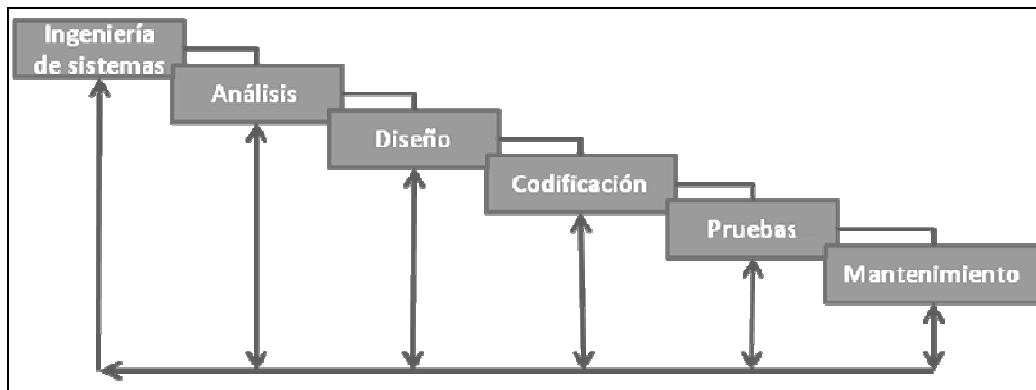 Ingeniería
de sistemas
Análisis
Diseño
Codificación
Pruebas
Mantenimiento